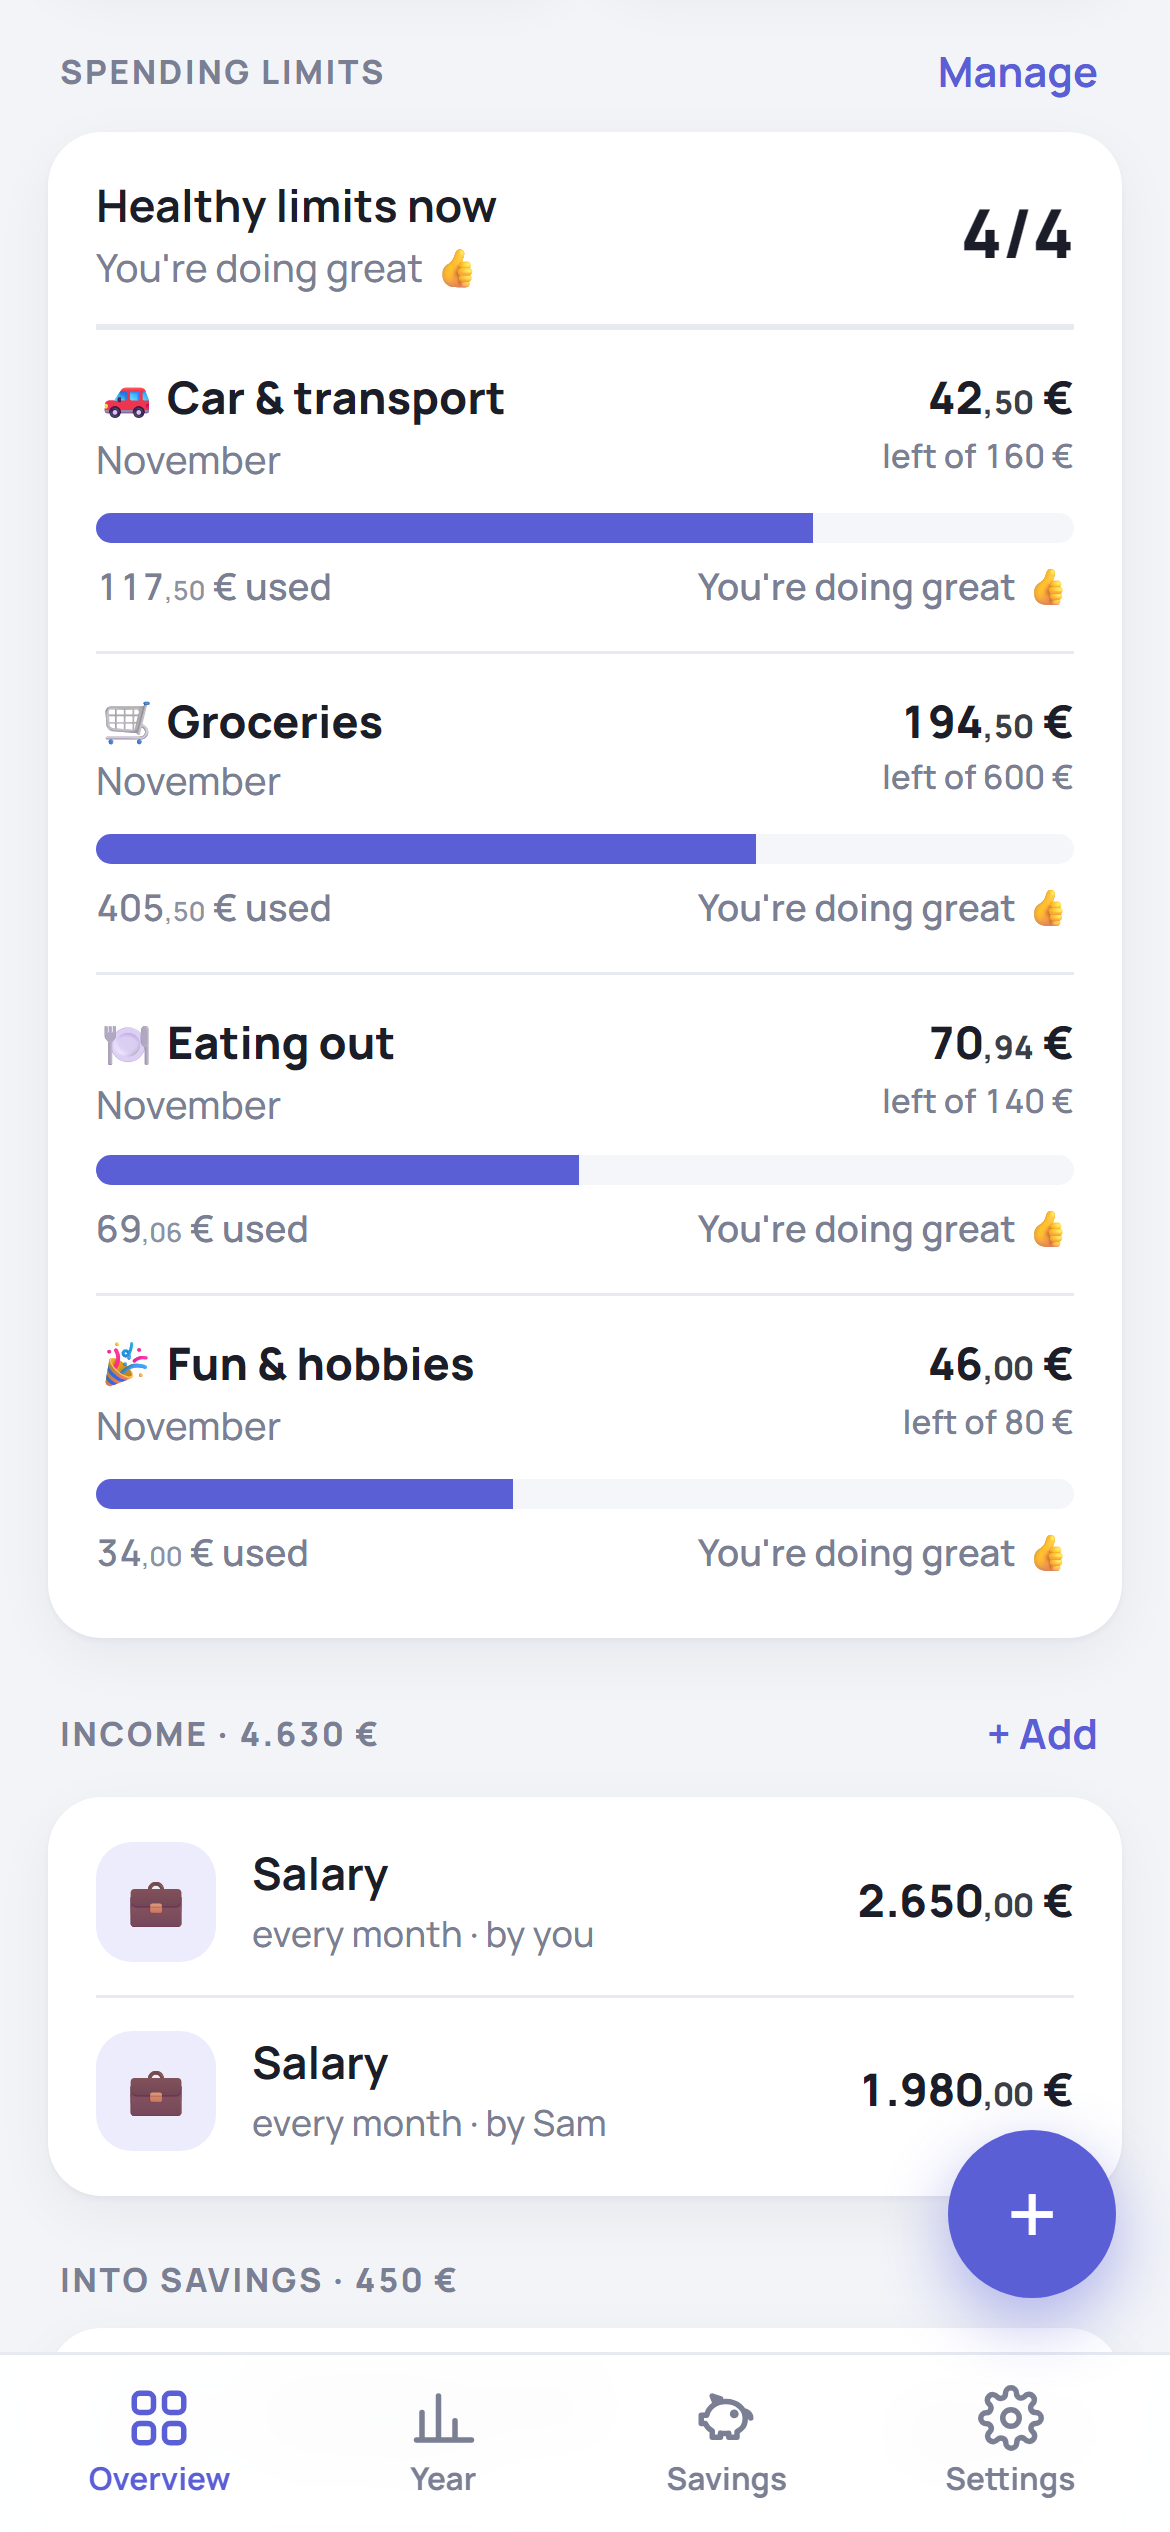 SPENDING LIMITS Manage
Healthy limits now
4/4
You're doing great 👍
🚗 Car & transport 42,50 €
November left of 160 €
117,50 € used You're doing great 👍
🛒 Groceries 194,50 €
November left of 600 €
405,50 € used You're doing great 👍
🍽️ Eating out 70,94 €
November left of 140 €
69,06 € used You're doing great 👍
🎉 Fun & hobbies 46,00 €
November left of 80 €
34,00 € used You're doing great 👍
INCOME · 4.630 € + Add
Salary
2.650,00 €
every month · by you
Salary
1.980,00 €
every month · by Sam
+
INTO SAVINGS · 450 €
Overview Year Savings Settings